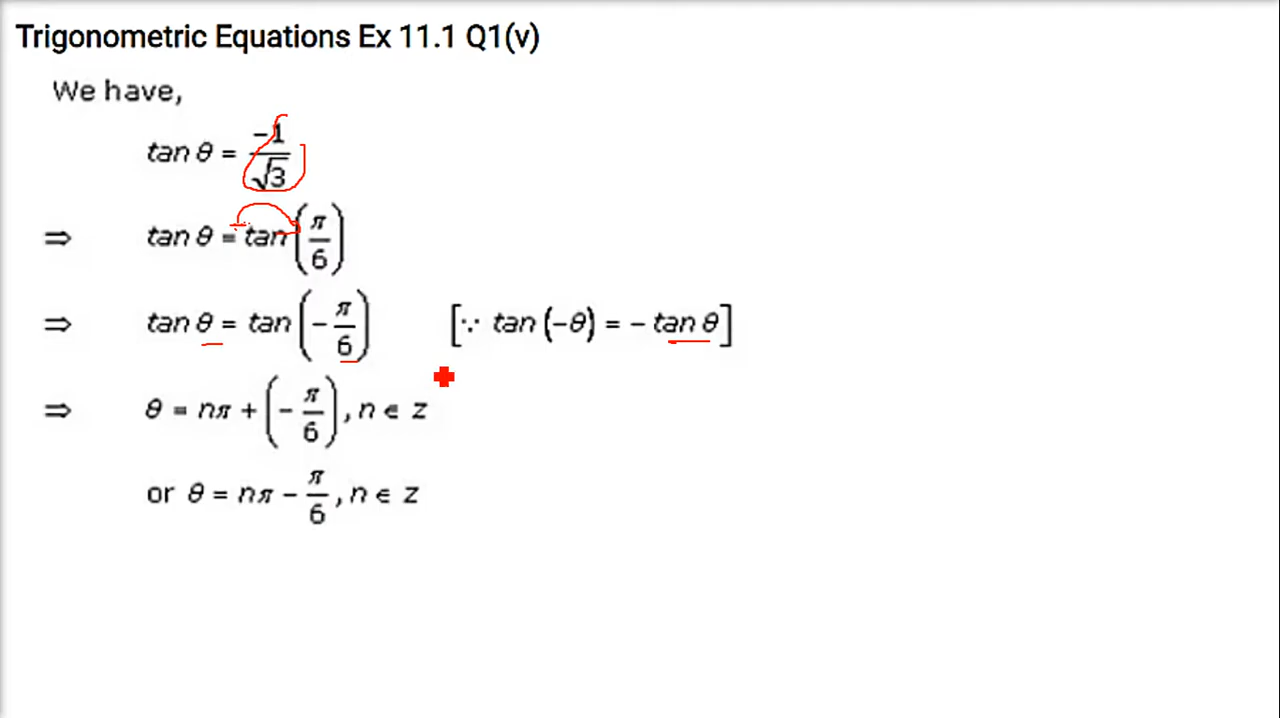 Trigonometric Equations Ex 11.1 Q1(v)
We have,
tan θ = -1/√3
⇒ tan θ = tan(π/6)
⇒ tan θ = tan(-π/6) [∵ tan(-θ) = - tan θ]
⇒ θ = nπ + (-π/6), n ∈ z
or θ = nπ - π/6, n ∈ z